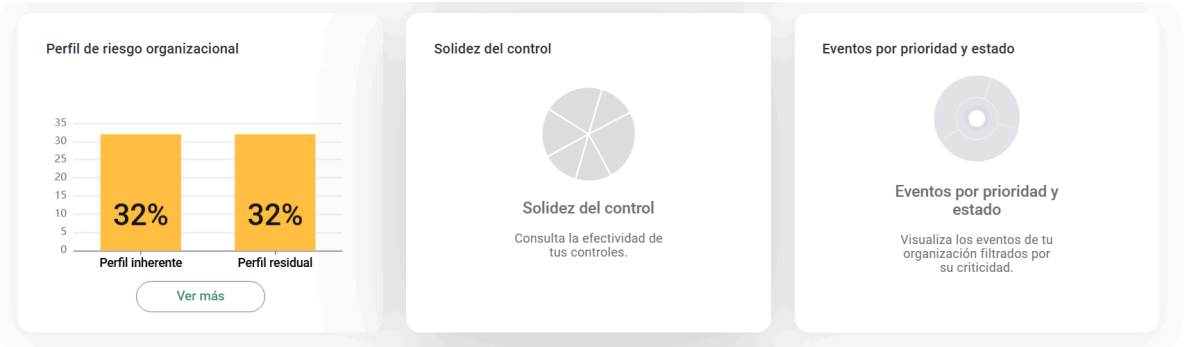 Perfil de riesgo organizacional
35
30
25
20
15
10
5
0
32%
32%
Perfil inherente
Perfil residual
Ver más
Solidez del control
Solidez del control
Consulta la efectividad de
tus controles.
Eventos por prioridad y estado
Eventos por prioridad y
estado
Visualiza los eventos de tu
organización filtrados por
su criticidad.